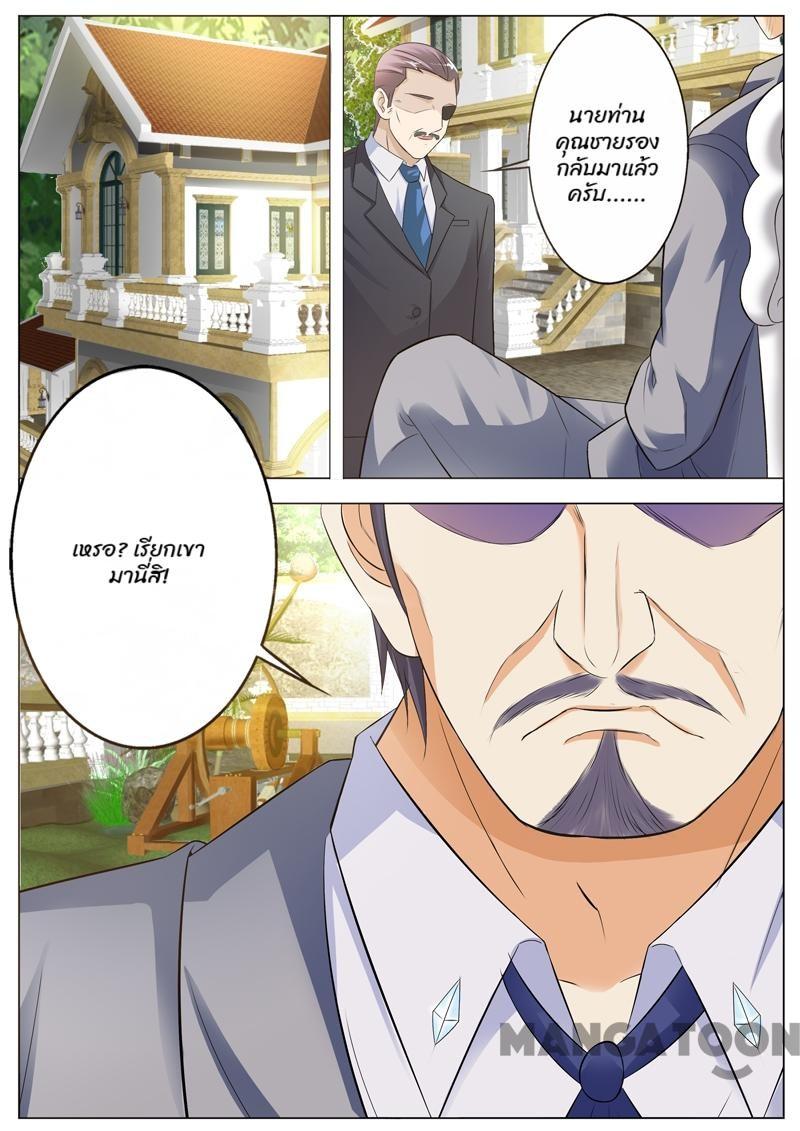 นายท่าน
คุณชายรอง
กลับมาแล้ว
ครับ......
เหรอ? เรียกเขา
มานี่สิ!
MANGATOON